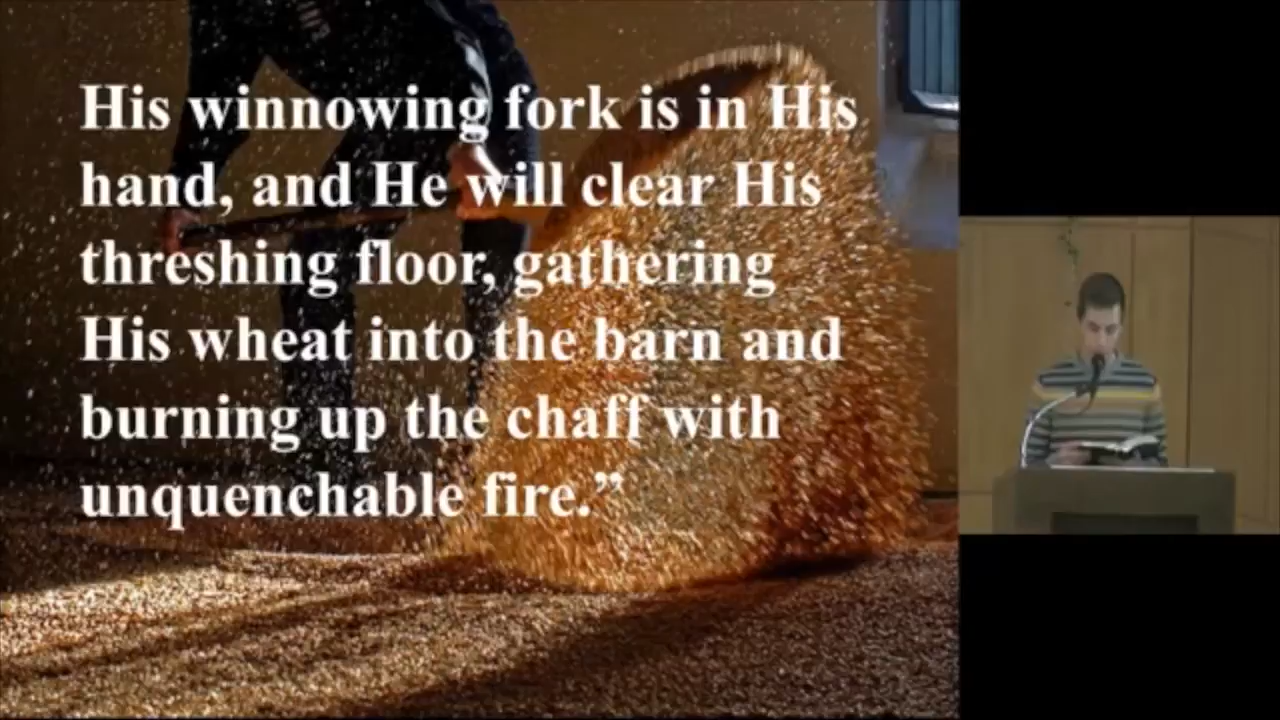 His winnowing fork is in His
hand, and He will clear His
threshing floor, gathering
His wheat into the barn and
burning up the chaff with
unquenchable fire.”